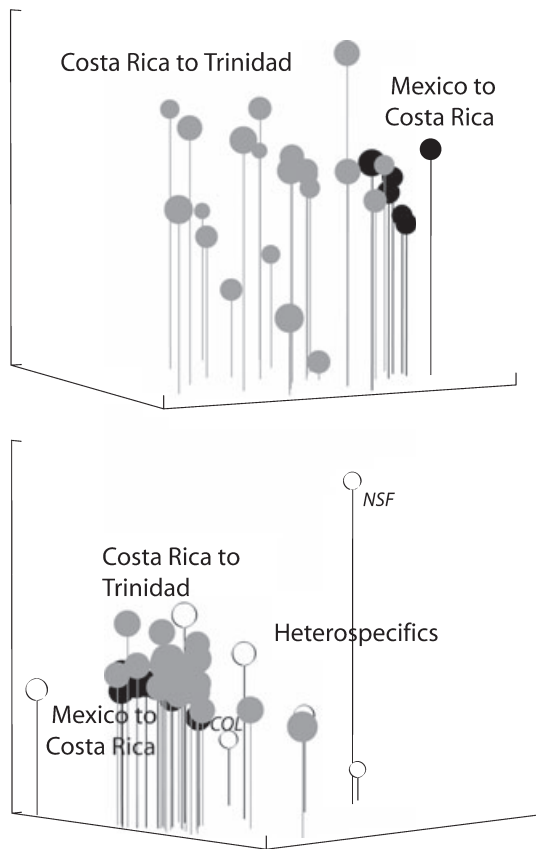 Costa Rica to Trinidad
Mexico to
Costa Rica
NSF
Costa Rica to
Trinidad
Heterospecifics
Mexico to
Costa Rica
COL